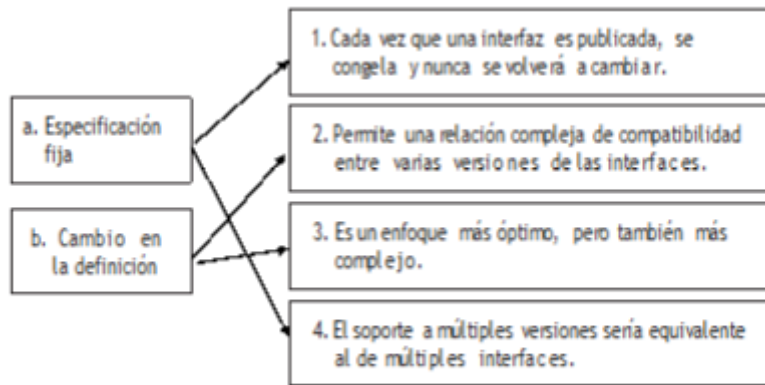 a. Especificación
fija
b. Cambio en
la definición
1. Cada vez que una interfaz es publicada, se
congela y nunca se volverá a cambiar.
2. Permite una relación compleja de compatibilidad
entre varias versiones de las interfaces.
3. Es un enfoque más óptimo, pero también más
complejo.
4. El soporte a múltiples versiones sería equivalente
al de múltiples interfaces.